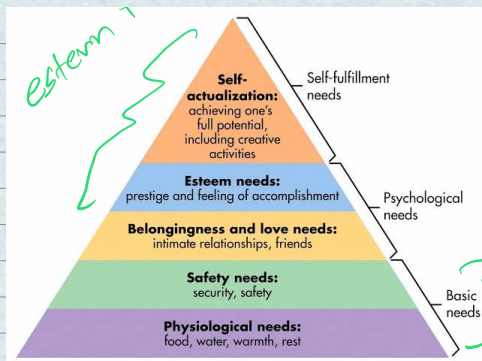 estern
Self-
actualization:
achieving one's
full potential,
including creative
activities
Self-fulfillment
needs
Esteem needs:
prestige and feeling of accomplishment
Psychological
needs
Belongingness and love needs:
intimate relationships, friends
Safety needs:
security, safety
Basic
needs
Physiological needs:
food, water, warmth, rest